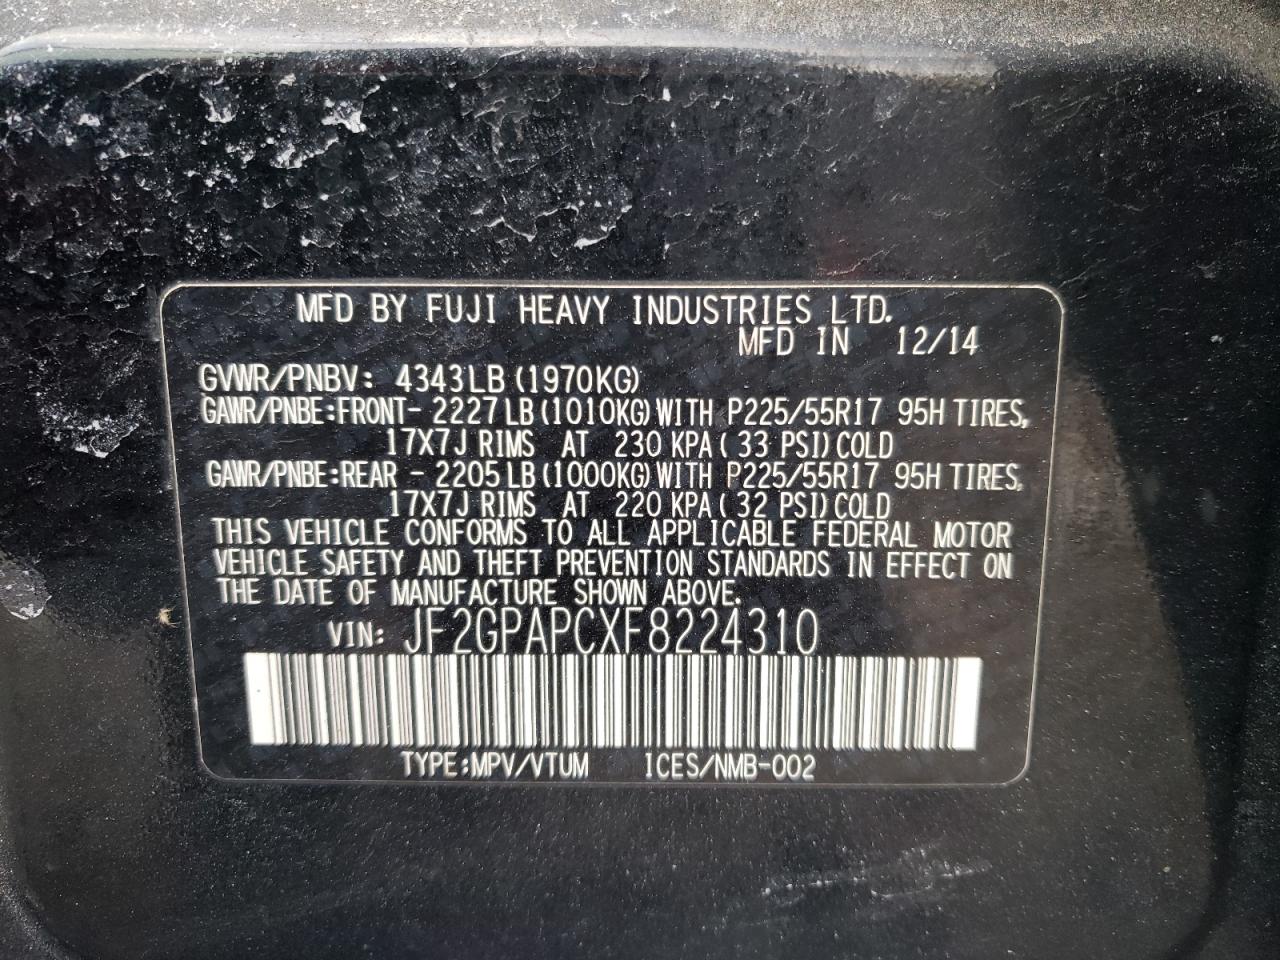 MFD BY FUJI HEAVY INDUSTRIES LTD.
MFD IN 12/14
GVWR/PNBV: 4343LB (1970KG)
GAWR/PNBE:FRONT- 2227LB (1010KG) WITH P225/55R17 95H TIRES,
17X7J RIMS AT 230 KPA ( 33 PSI) COLD
GAWR/PNBE:REAR - 2205LB (1000KG) WITH P225/55R17 95H TIRES,
17X7J RIMS AT 220 KPA ( 32 PSI) COLD
THIS VEHICLE CONFORMS TO ALL APPLICABLE FEDERAL MOTOR
VEHICLE SAFETY AND THEFT PREVENTION STANDARDS IN EFFECT ON
THE DATE OF MANUFACTURE SHOWN ABOVE.
VIN: JF2GPAPCXF8224310
TYPE:MPV/VTUM ICES/NMB-002